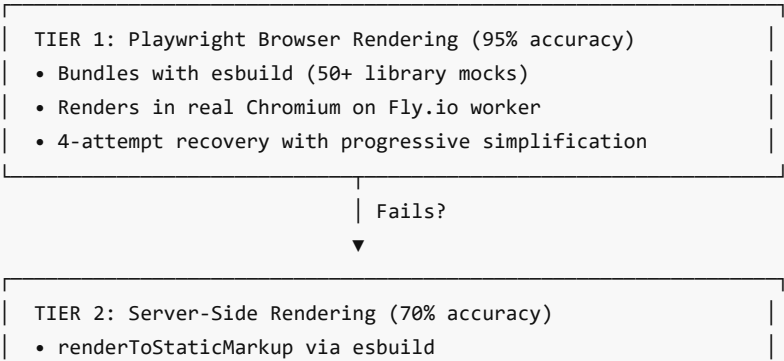 TIER 1: Playwright Browser Rendering (95% accuracy)
• Bundles with esbuild (50+ library mocks)
• Renders in real Chromium on Fly.io worker
• 4-attempt recovery with progressive simplification
Fails?
▼
TIER 2: Server-Side Rendering (70% accuracy)
• renderToStaticMarkup via esbuild